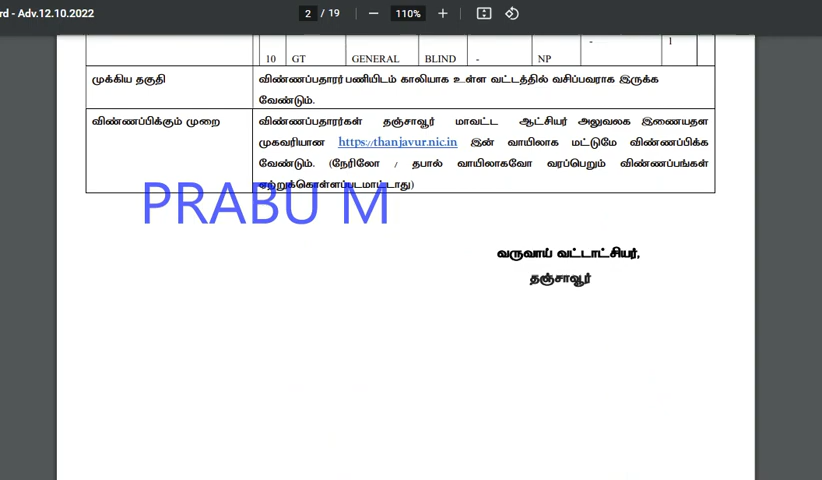 rd - Adv.12.10.2022
2 / 19 — 110% +
- 1
10 GT GENERAL BLIND - NP
முக்கிய தகுதி
விண்ணப்பதாரர் பணியிடம் காலியாக உள்ள வட்டத்தில் வசிப்பவராக இருக்க
வேண்டும்.
விண்ணப்பிக்கும் முறை
விண்ணப்பதாரர்கள் தஞ்சாவூர் மாவட்ட ஆட்சியர் அலுவலக இணையதள
முகவரியான https://thanjavur.nic.in இன் வாயிலாக மட்டுமே விண்ணப்பிக்க
வேண்டும். (நேரிலோ / தபால் வாயிலாகவோ வரப்பெறும் விண்ணப்பங்கள்
ஏற்றுக்கொள்ளப்படமாட்டாது)
PRABU M
வருவாய் வட்டாட்சியர்,
தஞ்சாவூர்